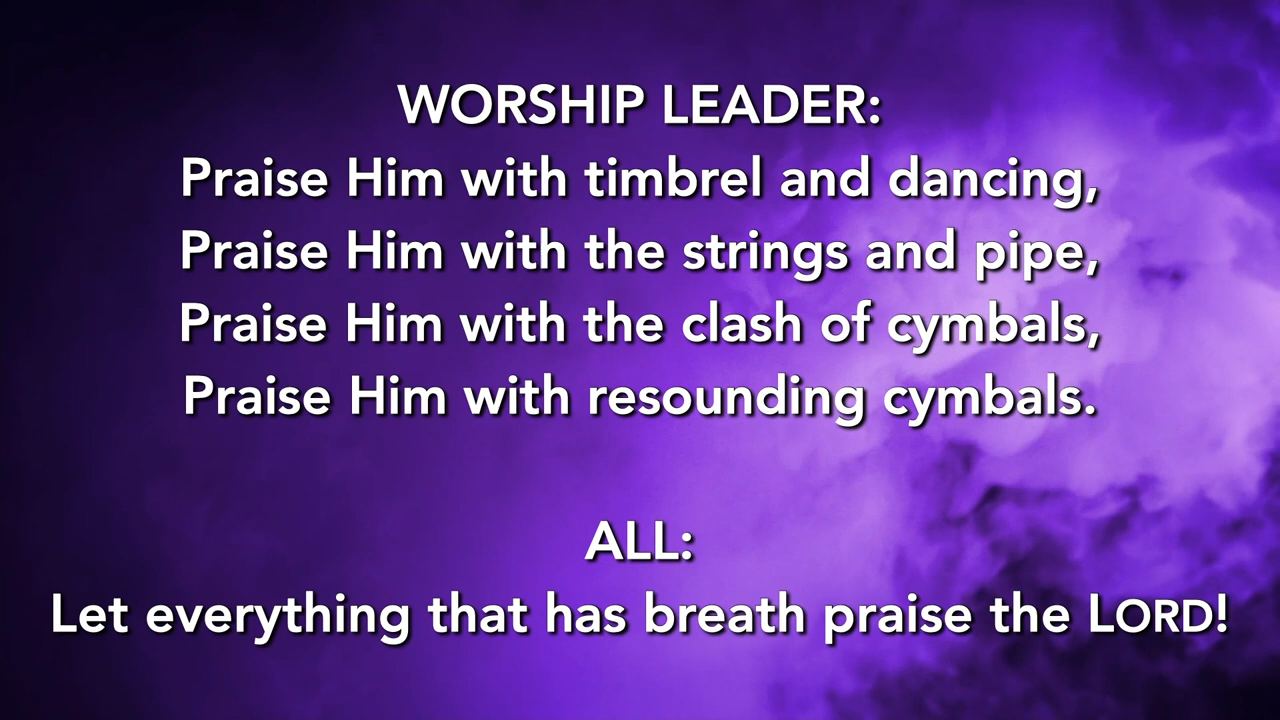 WORSHIP LEADER:
Praise Him with timbrel and dancing,
Praise Him with the strings and pipe,
Praise Him with the clash of cymbals,
Praise Him with resounding cymbals.
ALL:
Let everything that has breath praise the LORD!